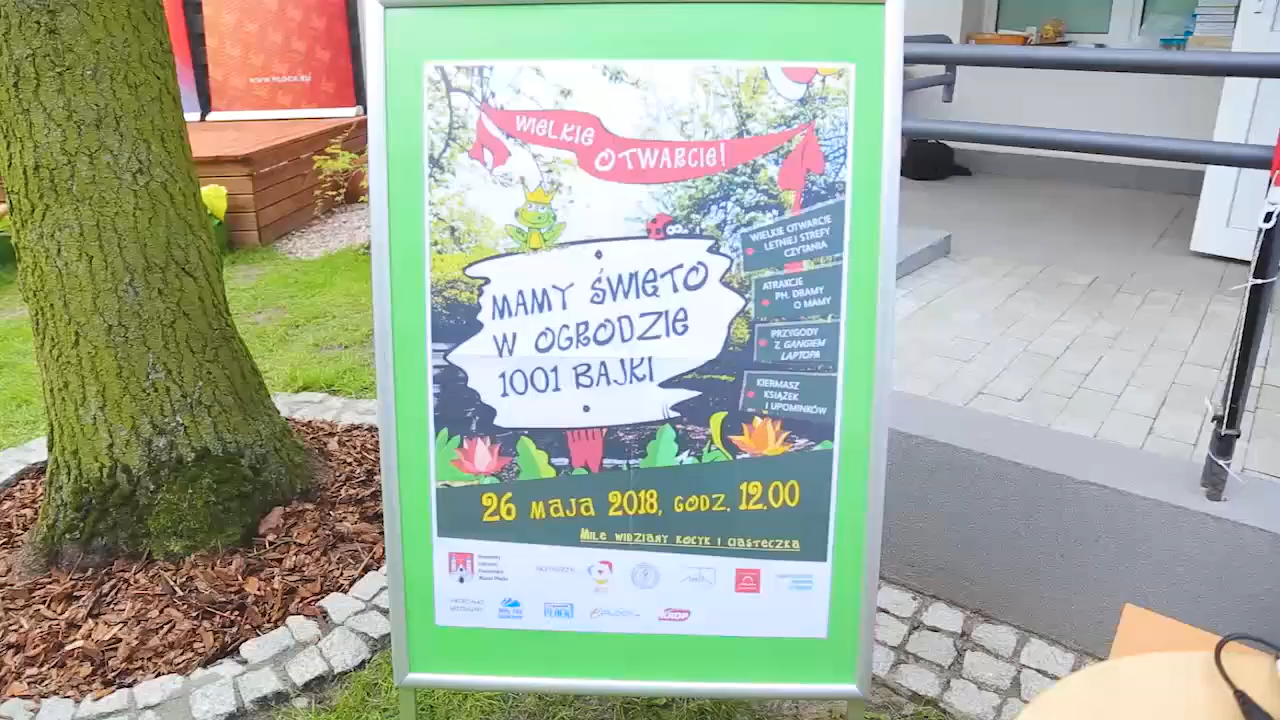 WIELKIE
OTWARCIE!
WIELKIE OTWARCIE
LETNIEJ STREFY
CZYTANIA
ATRAKCJE
PH. DRAMY
O MAMY
PRZYGODY
Z GANGIEM
LAPTOPA
KIERMASZ
KSIĄŻEK
I UPOMINKÓW
MAMY ŚWIĘTO
W OGRODZIE
1001 BAJKI
26 MAJA 2018, GODZ. 12.00
MILE WIDZIANY KOCYK I CIASTECZKA